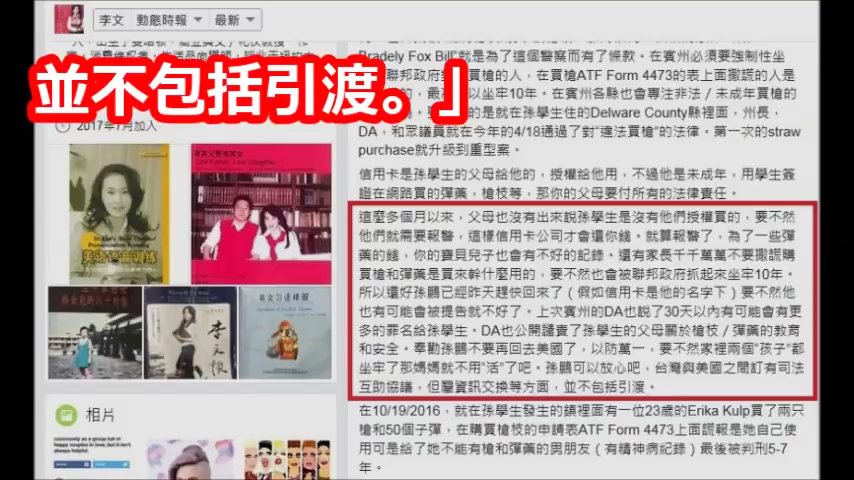 李文 動態時報 最新
Bradely Fox Bill"就是為了這個警察而有了條款。在賓州必須要強制性坐
並不包括引渡。」
聯邦政府對買槍的人，在買槍ATF Form 4473的表上面撒謊的人是
以坐牢10年。在賓州各縣也會專注非法／未成年買槍的
的是就在孫學生住的Delware County縣裡面，州長，
2017年7月加入
DA，和眾議員就在今年的4/18通過了對"違法買槍"的法律。第一次的straw
purchase就升級到重型案。
信用卡是孫學生的父母給他的，授權給他用，不過他是未成年，用學生簽
證在網路買的彈藥，槍枝等，那你的父母要付所有的法律責任。
這麼多個月以來，父母也沒有出來說孫學生是沒有他們授權買的，要不然
他們就需要報警，這樣信用卡公司才會還你錢。就算報警了，為了一些彈
藥的錢，你的寶貝兒子也會有不好的記錄。還有家長千千萬萬不要撒謊購
買槍和彈藥是買來幹什麼用的，要不然也會被聯邦政府抓起來坐牢10年。
所以還好孫鵬已經昨天趕快回來了（假如信用卡是他的名字下）要不然他
也有可能會被提告就不好了。上次賓州的DA也說了30天以內有可能會有更
多的罪名給孫學生。DA也公開譴責了孫學生的父母關於槍枝／彈藥的教育
和安全。奉勸孫鵬不要再回去美國了，以防萬一，要不然家裡兩個"孩子"都
坐牢了那媽媽就不用"活"了吧。孫鵬可以放心吧，台灣與美國之間訂有司法
互助協議，但屬資訊交換等方面，並不包括引渡。
在10/19/2016，就在孫學生發生的鎮裡面有一位23歲的Erika Kulp買了兩只
槍和50個子彈，在購買槍枝的申請表ATF Form 4473上面謊報是她自己使
用可是給了她不能有槍和彈藥的男朋友（有精神病紀錄）最後被判刑5-7
年。
美語發音訓練
李文
相片
community as a group full of
happy couples in love, but it isn't
always helpful.